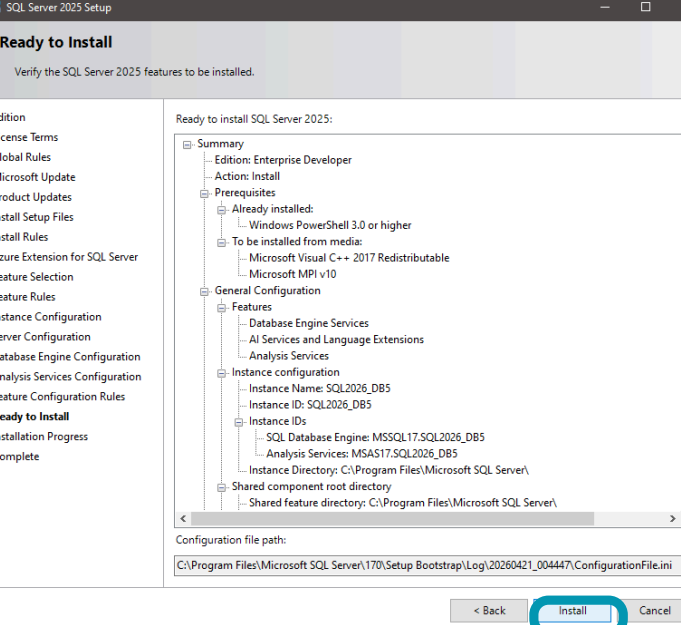 SQL Server 2025 Setup
Ready to Install
Verify the SQL Server 2025 features to be installed.
dition
cense Terms
lobal Rules
licrosoft Update
roduct Updates
stall Setup Files
stall Rules
zure Extension for SQL Server
eature Selection
eature Rules
stance Configuration
erver Configuration
atabase Engine Configuration
nalysis Services Configuration
eature Configuration Rules
eady to Install
stallation Progress
omplete
Ready to install SQL Server 2025:
Summary
Edition: Enterprise Developer
Action: Install
Prerequisites
Already installed:
Windows PowerShell 3.0 or higher
To be installed from media:
Microsoft Visual C++ 2017 Redistributable
Microsoft MPI v10
General Configuration
Features
Database Engine Services
AI Services and Language Extensions
Analysis Services
Instance configuration
Instance Name: SQL2026_DB5
Instance ID: SQL2026_DB5
Instance IDs
SQL Database Engine: MSSQL17.SQL2026_DB5
Analysis Services: MSAS17.SQL2026_DB5
Instance Directory: C:\Program Files\Microsoft SQL Server\
Shared component root directory
Shared feature directory: C:\Program Files\Microsoft SQL Server\
Configuration file path:
C:\Program Files\Microsoft SQL Server\170\Setup Bootstrap\Log\20260421_004447\ConfigurationFile.ini
< Back
Install
Cancel